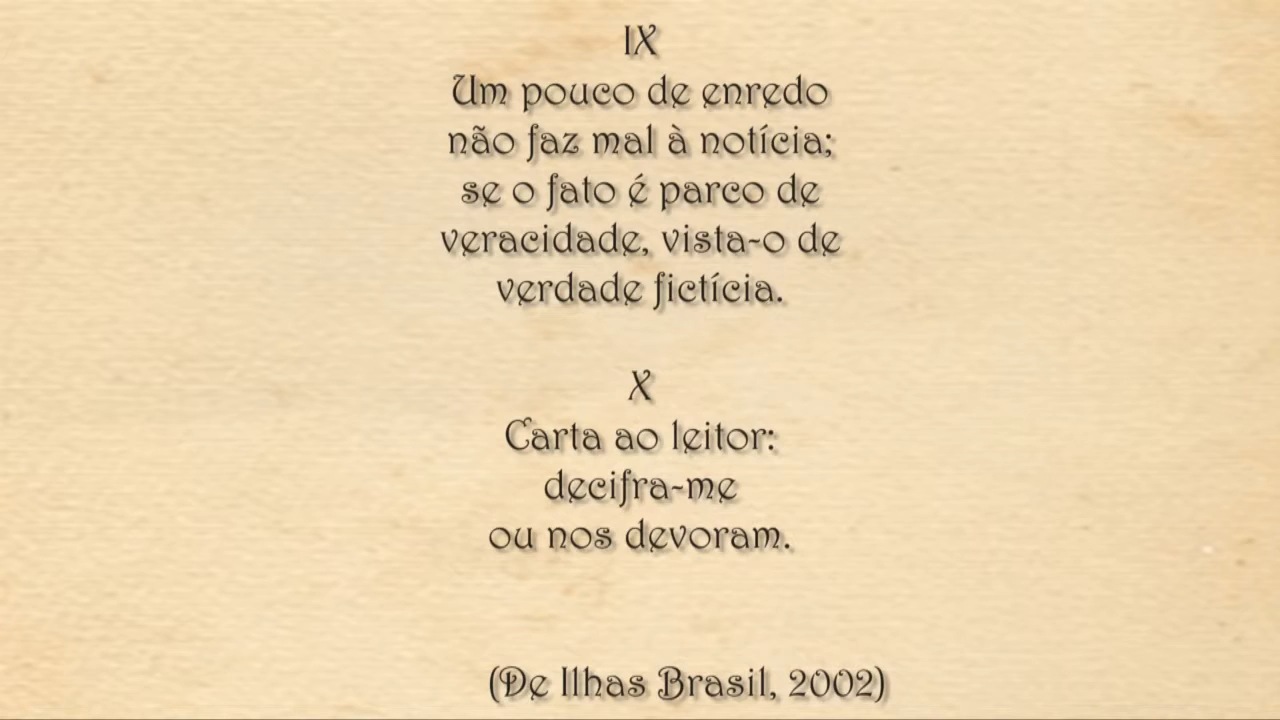 IX
Um pouco de enredo
não faz mal à notícia;
se o fato é parco de
veracidade, vista-o de
verdade fictícia.
X
Carta ao leitor:
decifra-me
ou nos devoram.
(De Ilhas Brasil, 2002)